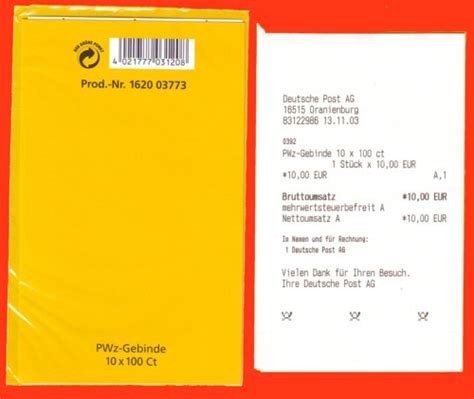 DER GRÜNE PUNKT
4 021777 031208
Prod.-Nr. 1620 03773
PWz-Gebinde
10 x 100 Ct
Deutsche Post AG
16515 Oranienburg
B3122986 13.11.03
0392
PWz-Gebinde 10 x 100 ct
1 Stück x 10,00 EUR
*10,00 EUR A,1
Bruttoumsatz *10,00 EUR
mehrwertsteuerbefreit A
Nettoumsatz A *10,00 EUR
Im Namen und für Rechnung:
1 Deutsche Post AG
Vielen Dank für Ihren Besuch.
Ihre Deutsche Post AG